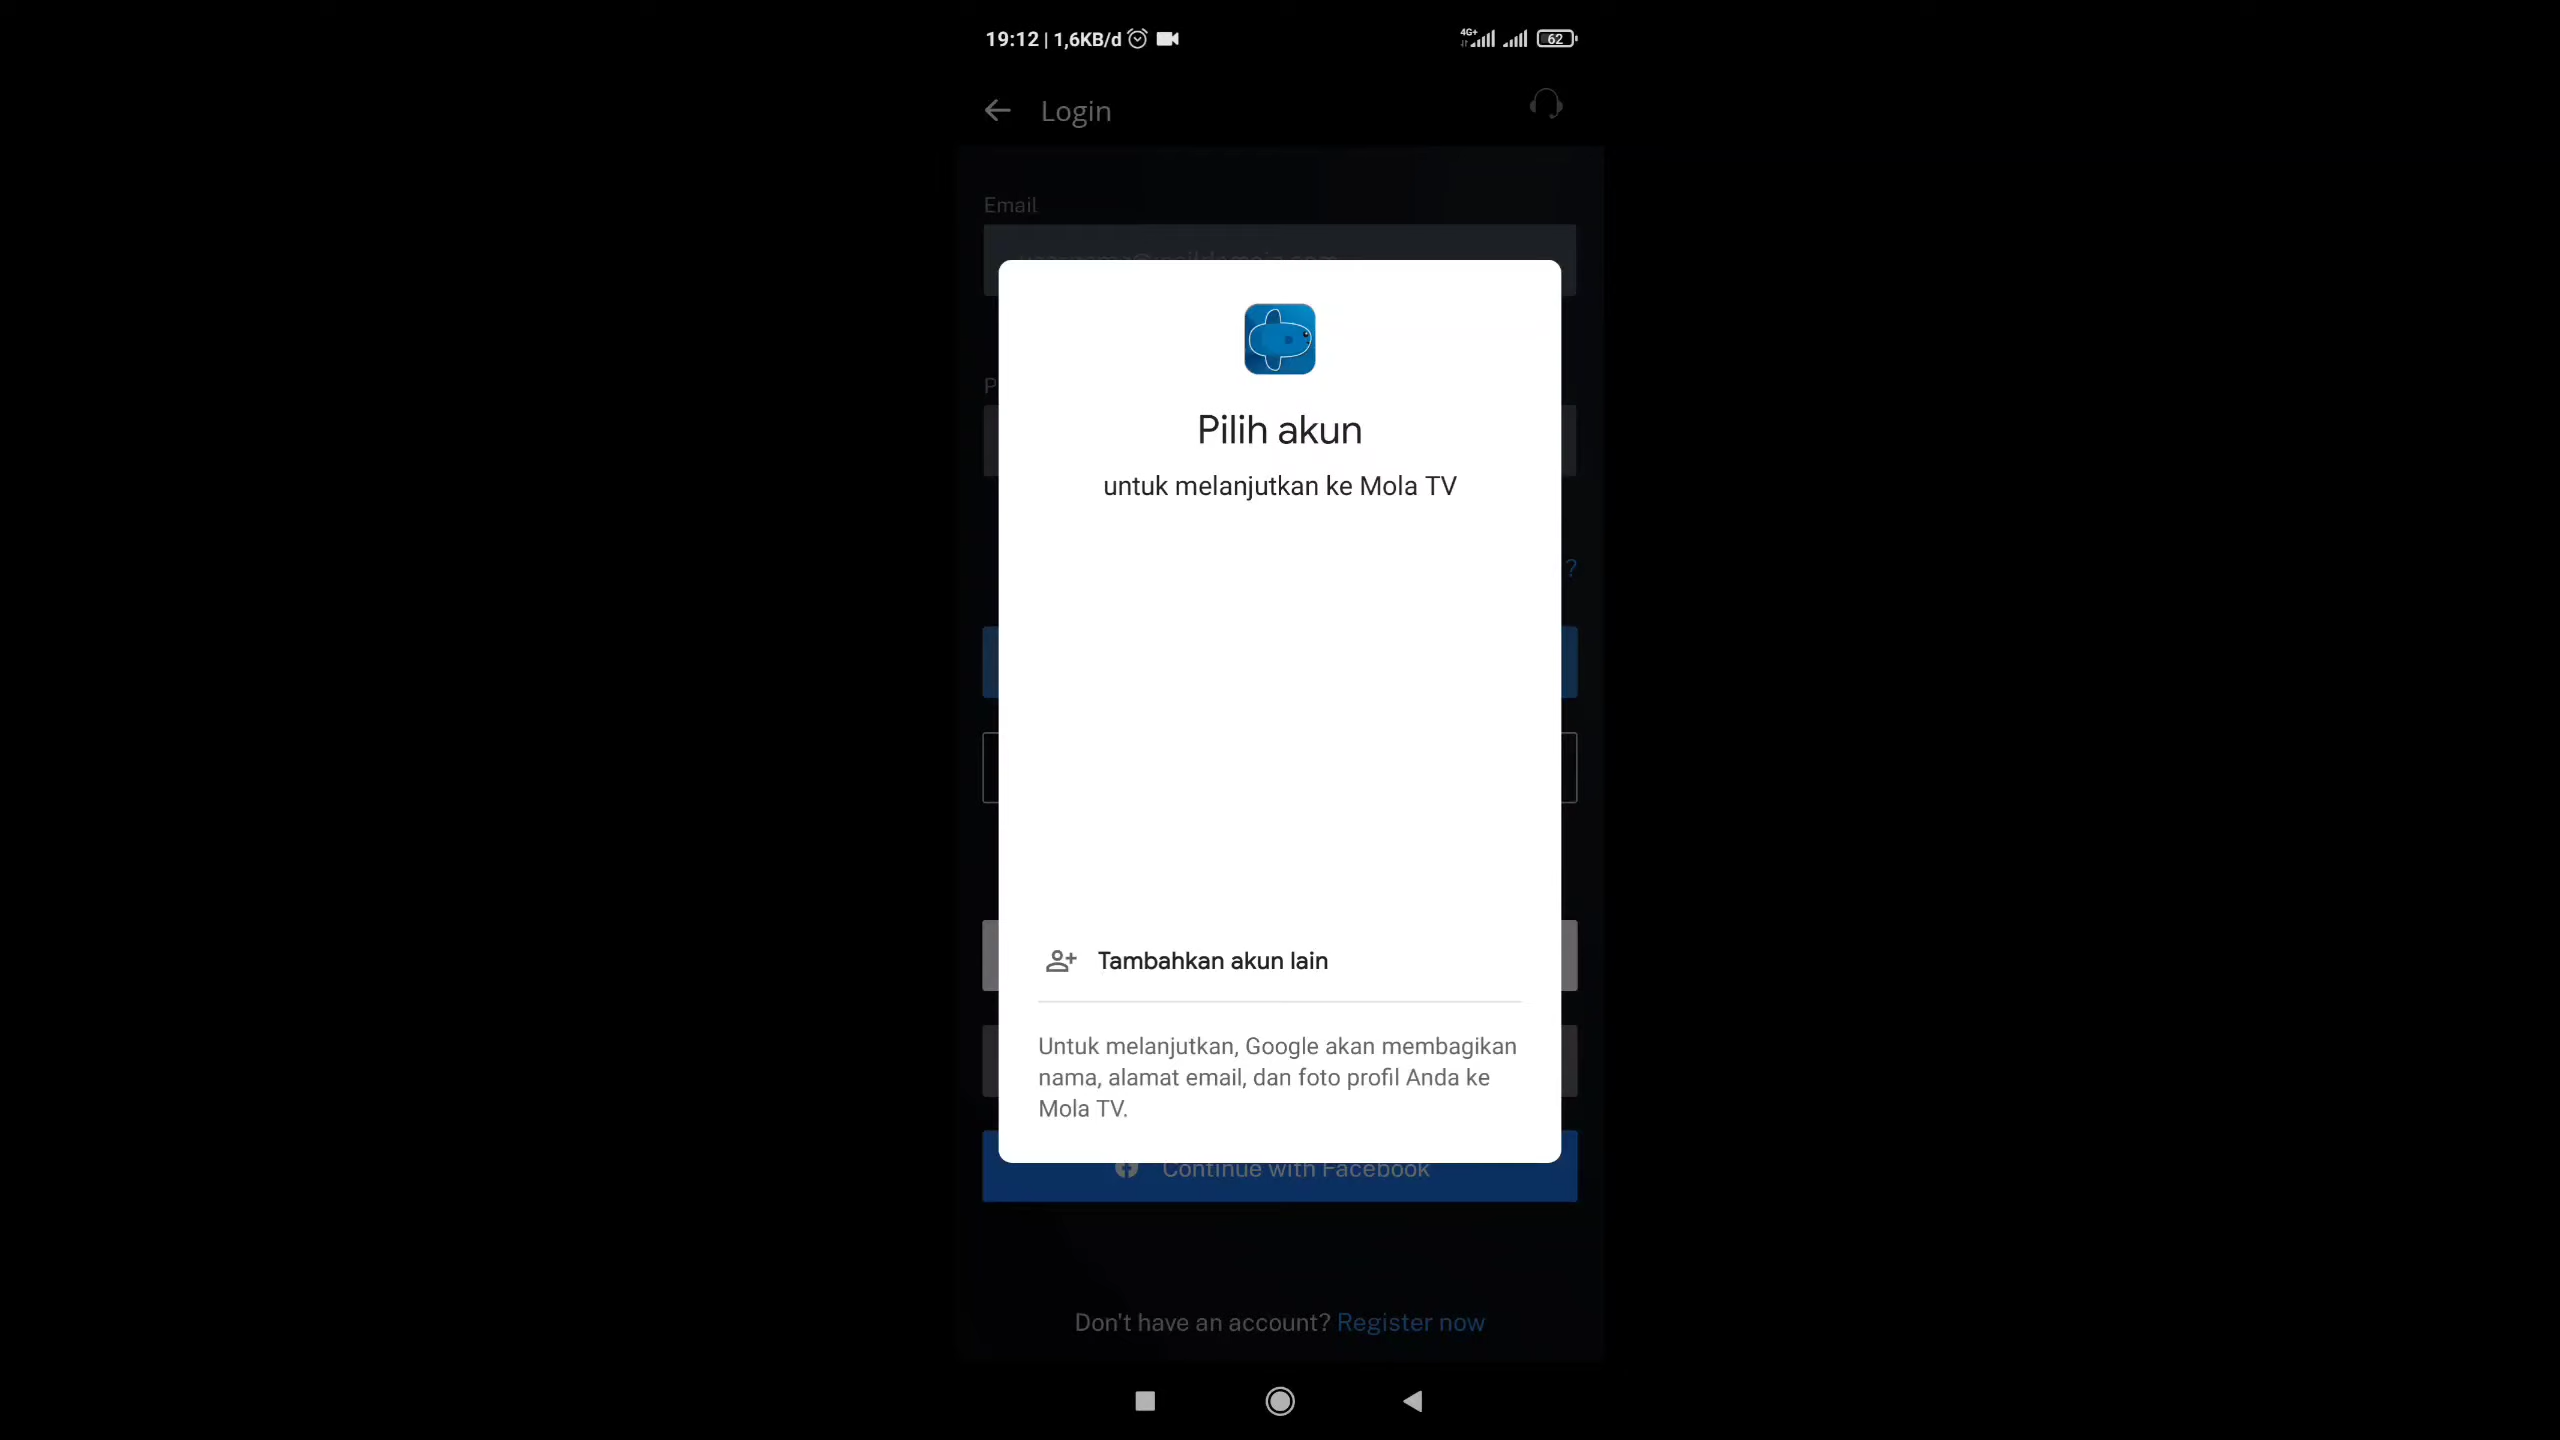 19:12 | 1,6KB/d
4G+
62
Login
Email
Pilih akun
untuk melanjutkan ke Mola TV
?
Tambahkan akun lain
Untuk melanjutkan, Google akan membagikan
nama, alamat email, dan foto profil Anda ke
Mola TV.
Continue with Facebook
Don't have an account? Register now